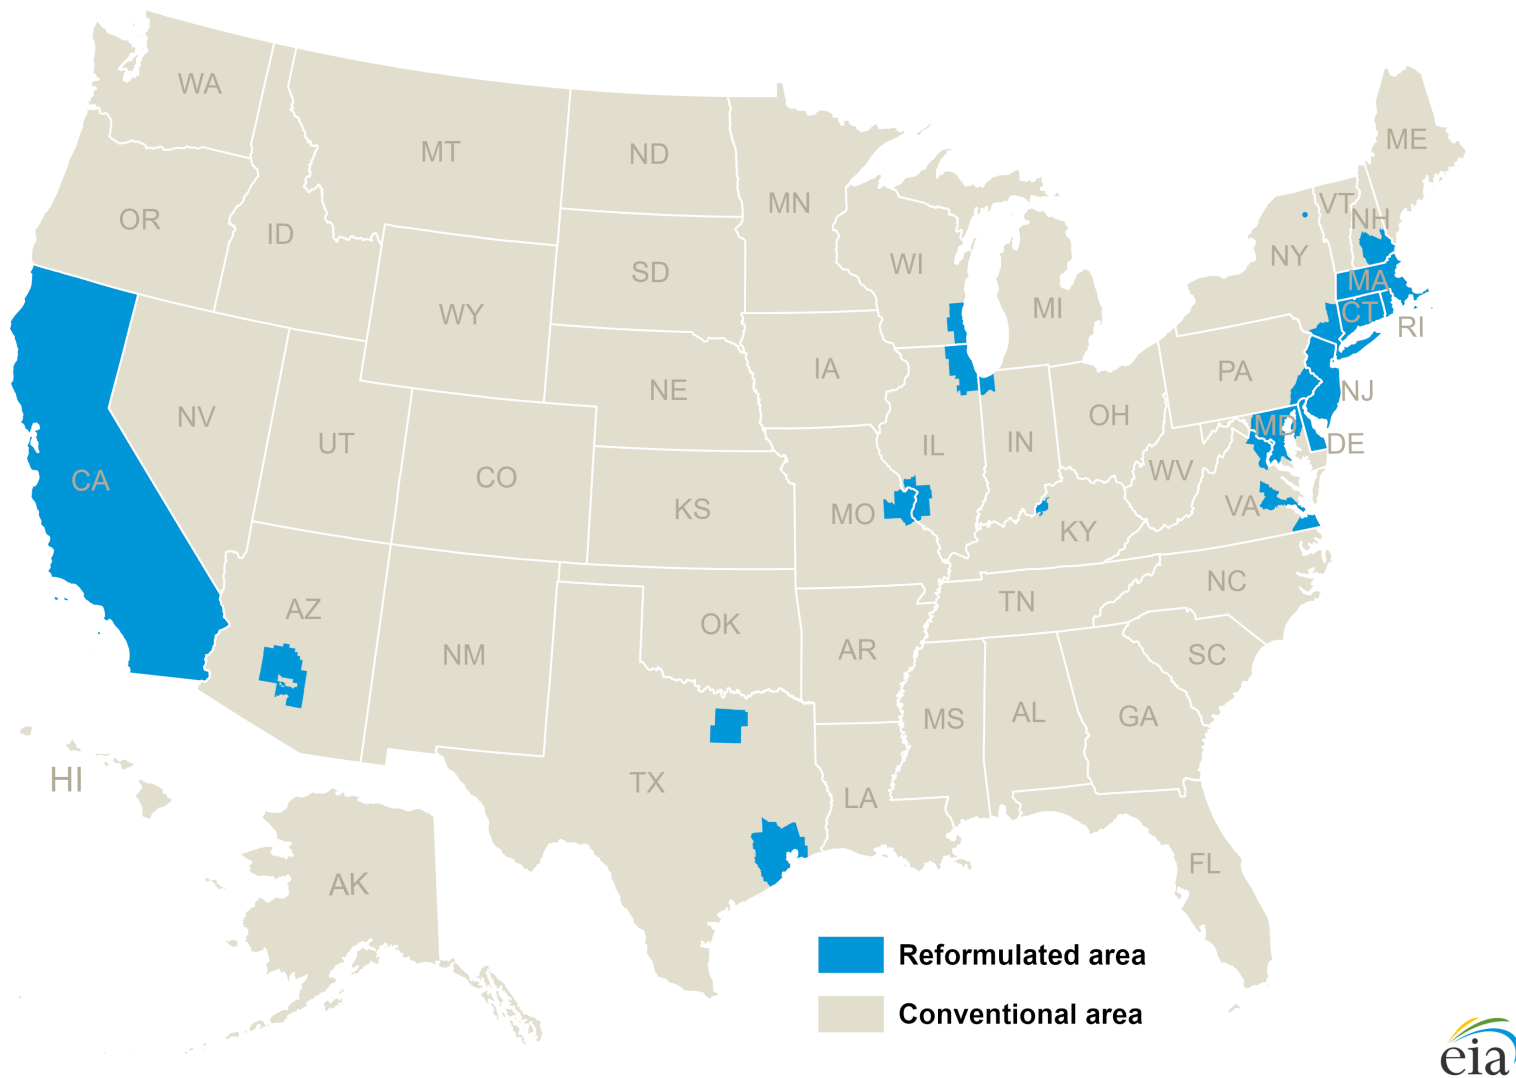 WA
MT
ND
MN
ME
OR
ID
SD
WI
VT
NH
NY
MA
WY
MI
CT
RI
NV
UT
NE
IA
PA
NJ
CA
CO
KS
MO
IL
IN
OH
WV
MD
DE
VA
KY
AZ
NM
OK
AR
TN
NC
SC
HI
TX
LA
MS
AL
GA
AK
FL
Reformulated area
Conventional area
eia